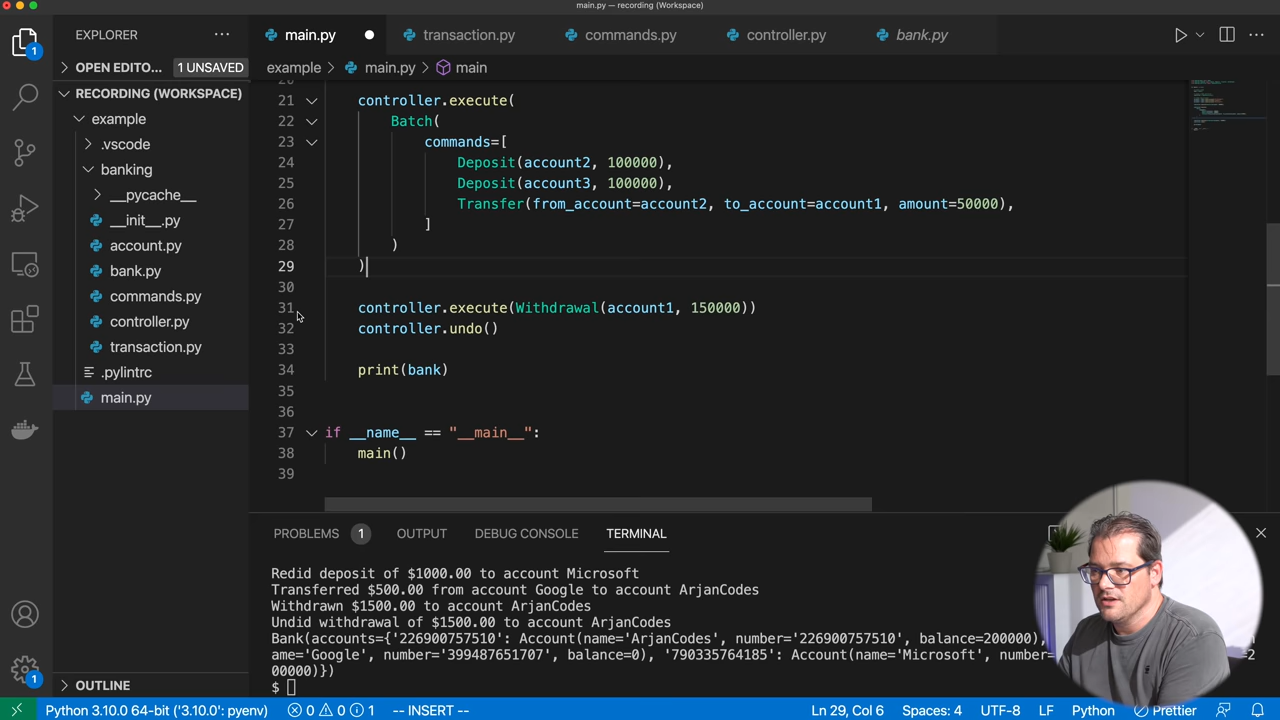 main.py — recording (Workspace)
EXPLORER
main.py
transaction.py
commands.py
controller.py
bank.py
OPEN EDITO... 1 UNSAVED
example > main.py > main
RECORDING (WORKSPACE)
example
.vscode
banking
__pycache__
__init__.py
account.py
bank.py
commands.py
controller.py
transaction.py
.pylintrc
main.py
OUTLINE
21 controller.execute(
22 Batch(
23 commands=[
24 Deposit(account2, 100000),
25 Deposit(account3, 100000),
26 Transfer(from_account=account2, to_account=account1, amount=50000),
27 ]
28 )
29 )
30
31 controller.execute(Withdrawal(account1, 150000))
32 controller.undo()
33
34 print(bank)
35
36
37 if __name__ == "__main__":
38 main()
39
PROBLEMS 1 OUTPUT DEBUG CONSOLE TERMINAL
Redid deposit of $1000.00 to account Microsoft
Transferred $500.00 from account Google to account ArjanCodes
Withdrawn $1500.00 to account ArjanCodes
Undid withdrawal of $1500.00 to account ArjanCodes
Bank(accounts={'226900757510': Account(name='ArjanCodes', number='226900757510', balance=200000),
ame='Google', number='399487651707', balance=0), '790335764185': Account(name='Microsoft', number=
00000)})
$
1
1
Python 3.10.0 64-bit ('3.10.0': pyenv) 0 0 1 -- INSERT -- Ln 29, Col 6 Spaces: 4 UTF-8 LF Python Prettier